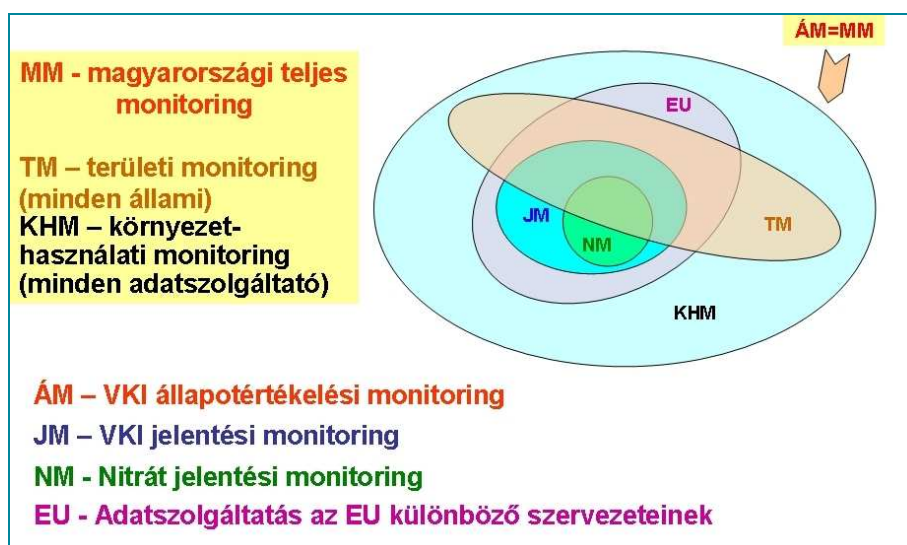 ÁM=MM
MM - magyarországi teljes
monitoring
TM – területi monitoring
(minden állami)
KHM – környezet-
használati monitoring
(minden adatszolgáltató)
EU
JM
NM
TM
KHM
ÁM – VKI állapotértékelési monitoring
JM – VKI jelentési monitoring
NM - Nitrát jelentési monitoring
EU - Adatszolgáltatás az EU különböző szervezeteinek